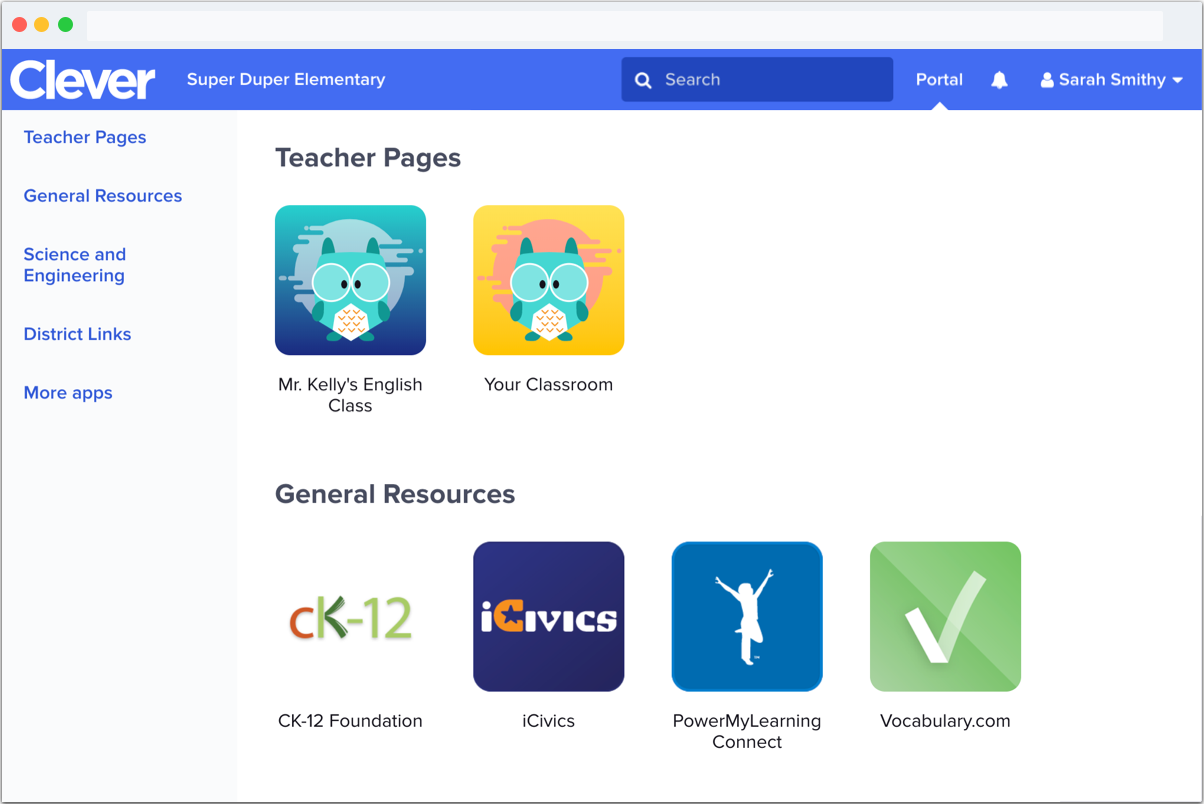 Clever
Super Duper Elementary
Search
Portal
Sarah Smithy
Teacher Pages
General Resources
Science and
Engineering
District Links
More apps
Teacher Pages
Mr. Kelly's English
Class
Your Classroom
General Resources
cK-12
iCivics
CK-12 Foundation
iCivics
PowerMyLearning
Connect
Vocabulary.com